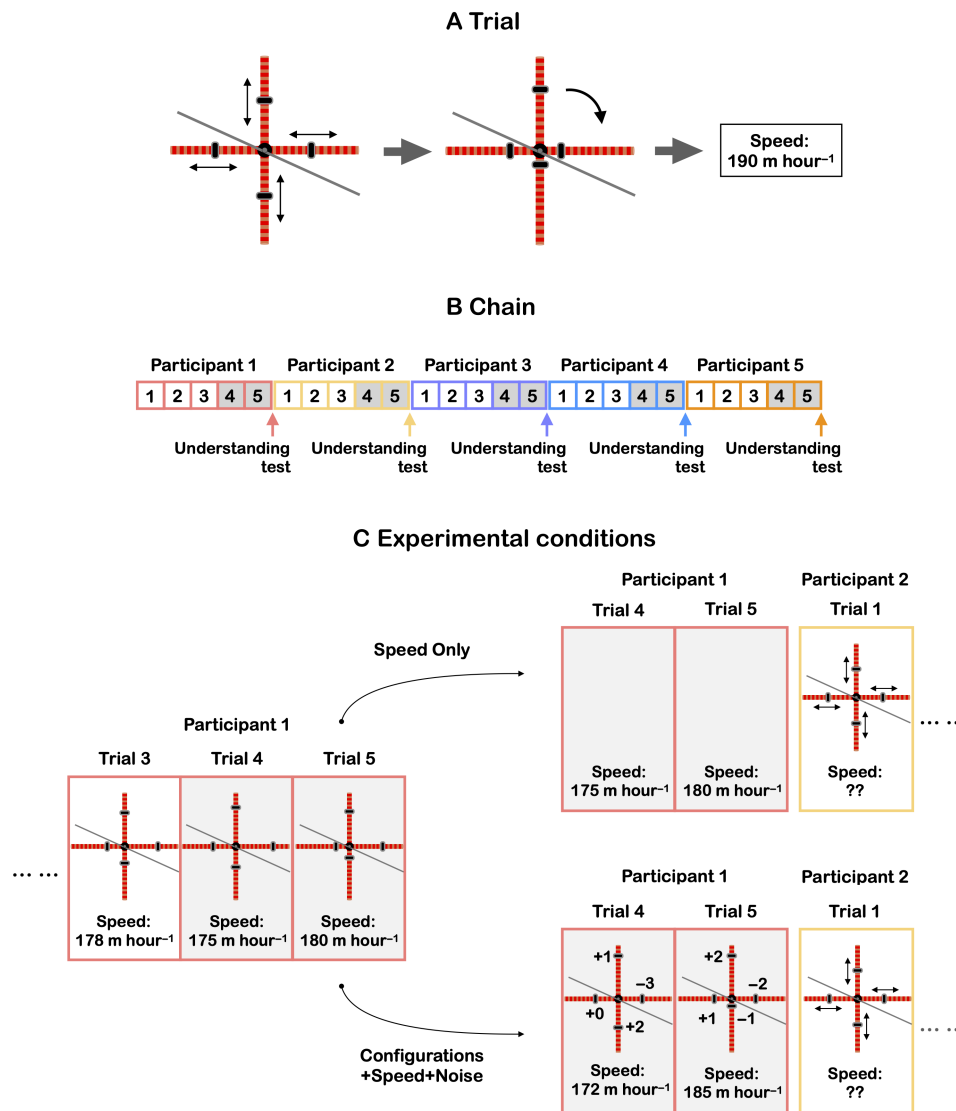 A Trial
Speed:
190 m hour⁻¹
B Chain
Participant 1 Participant 2 Participant 3 Participant 4 Participant 5
1 2 3 4 5 1 2 3 4 5 1 2 3 4 5 1 2 3 4 5 1 2 3 4 5
Understanding Understanding Understanding Understanding Understanding
test test test test test
C Experimental conditions
Participant 1 Participant 2
Trial 4 Trial 5 Trial 1
Speed Only
Speed: Speed: Speed:
175 m hour⁻¹ 180 m hour⁻¹ ??
... ...
Participant 1
Trial 3 Trial 4 Trial 5
... ...
Speed: Speed: Speed:
178 m hour⁻¹ 175 m hour⁻¹ 180 m hour⁻¹
Configurations
+Speed+Noise
Participant 1 Participant 2
Trial 4 Trial 5 Trial 1
+1 +2
−3 −2
+0 +2 +1 −1
... ...
Speed: Speed: Speed:
172 m hour⁻¹ 185 m hour⁻¹ ??